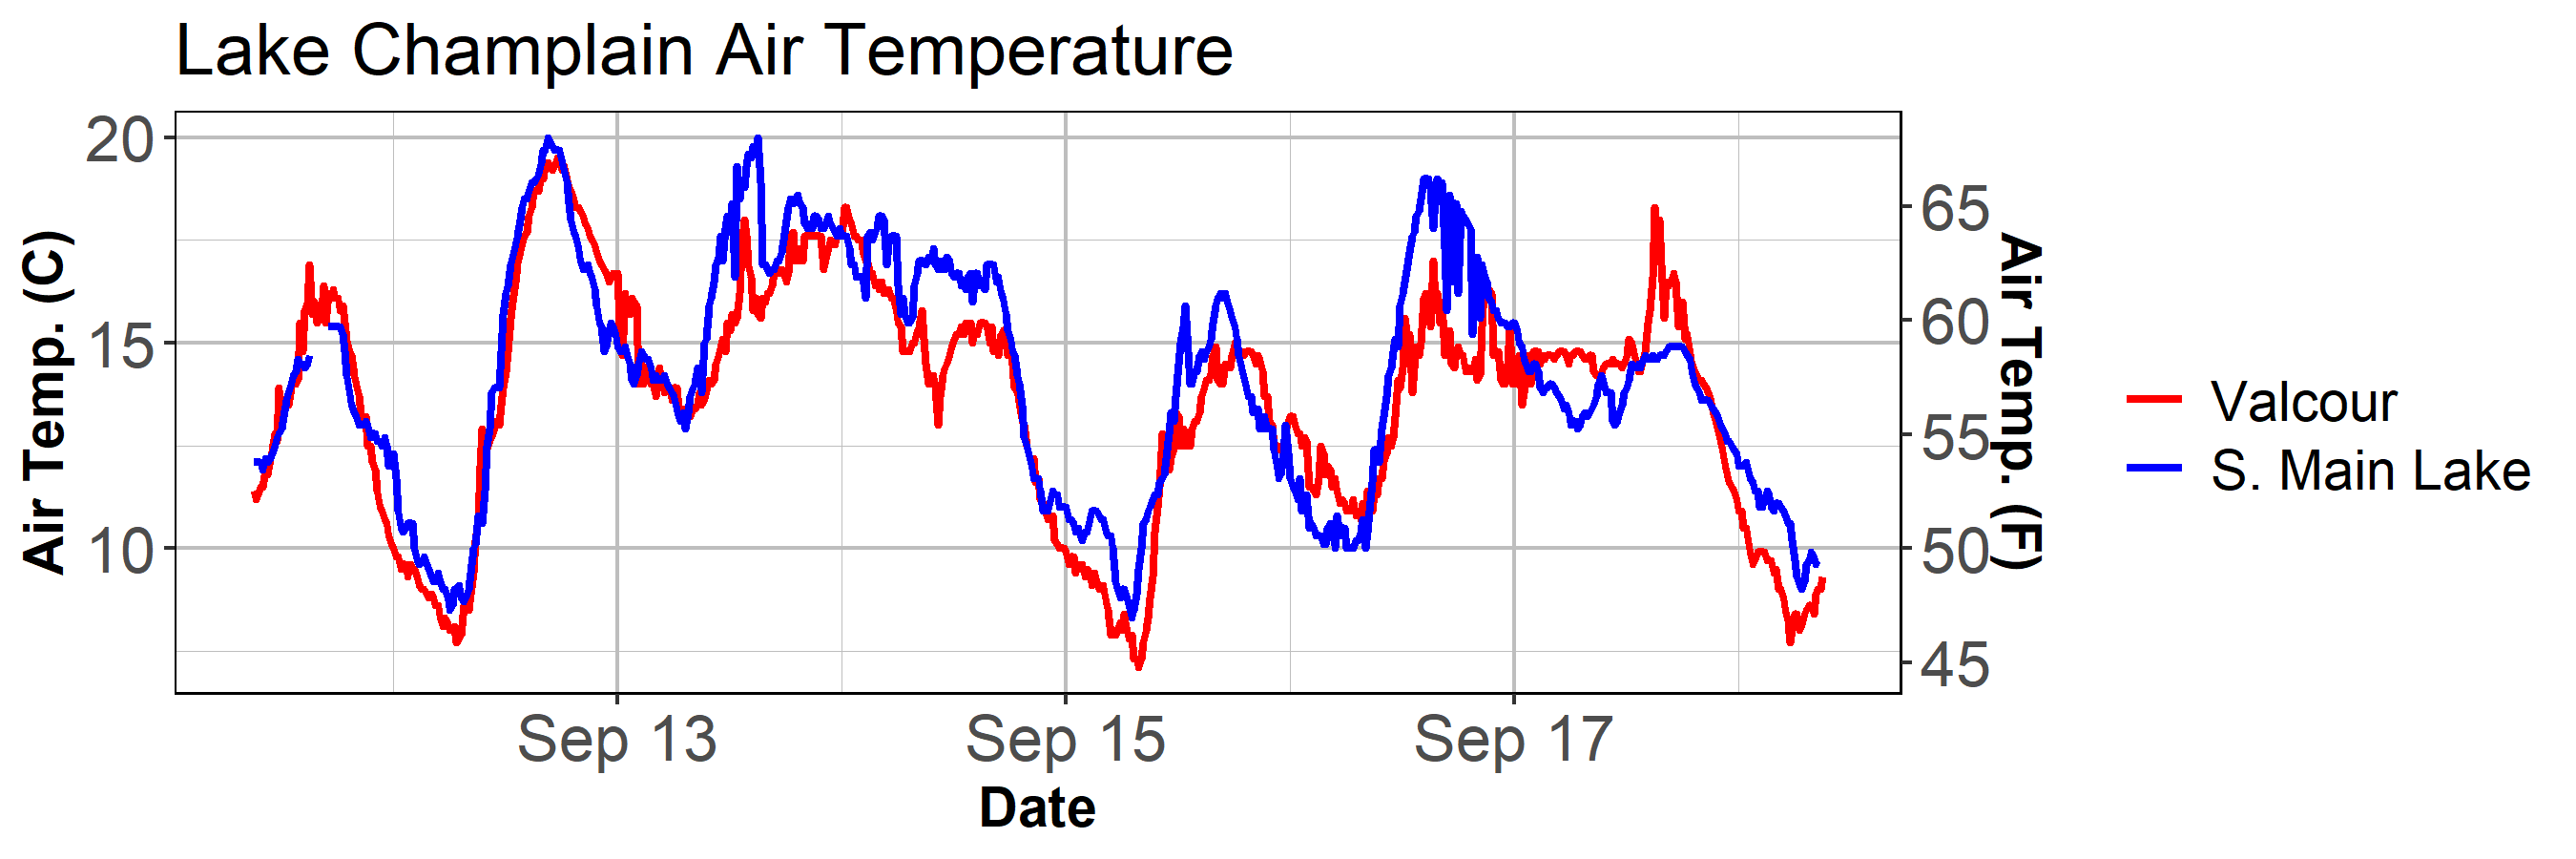 Lake Champlain Air Temperature
Air Temp. (C)
20
15
10
65
60
55
50
45
Air Temp. (F)
Sep 13
Sep 15
Sep 17
Date
Valcour
S. Main Lake